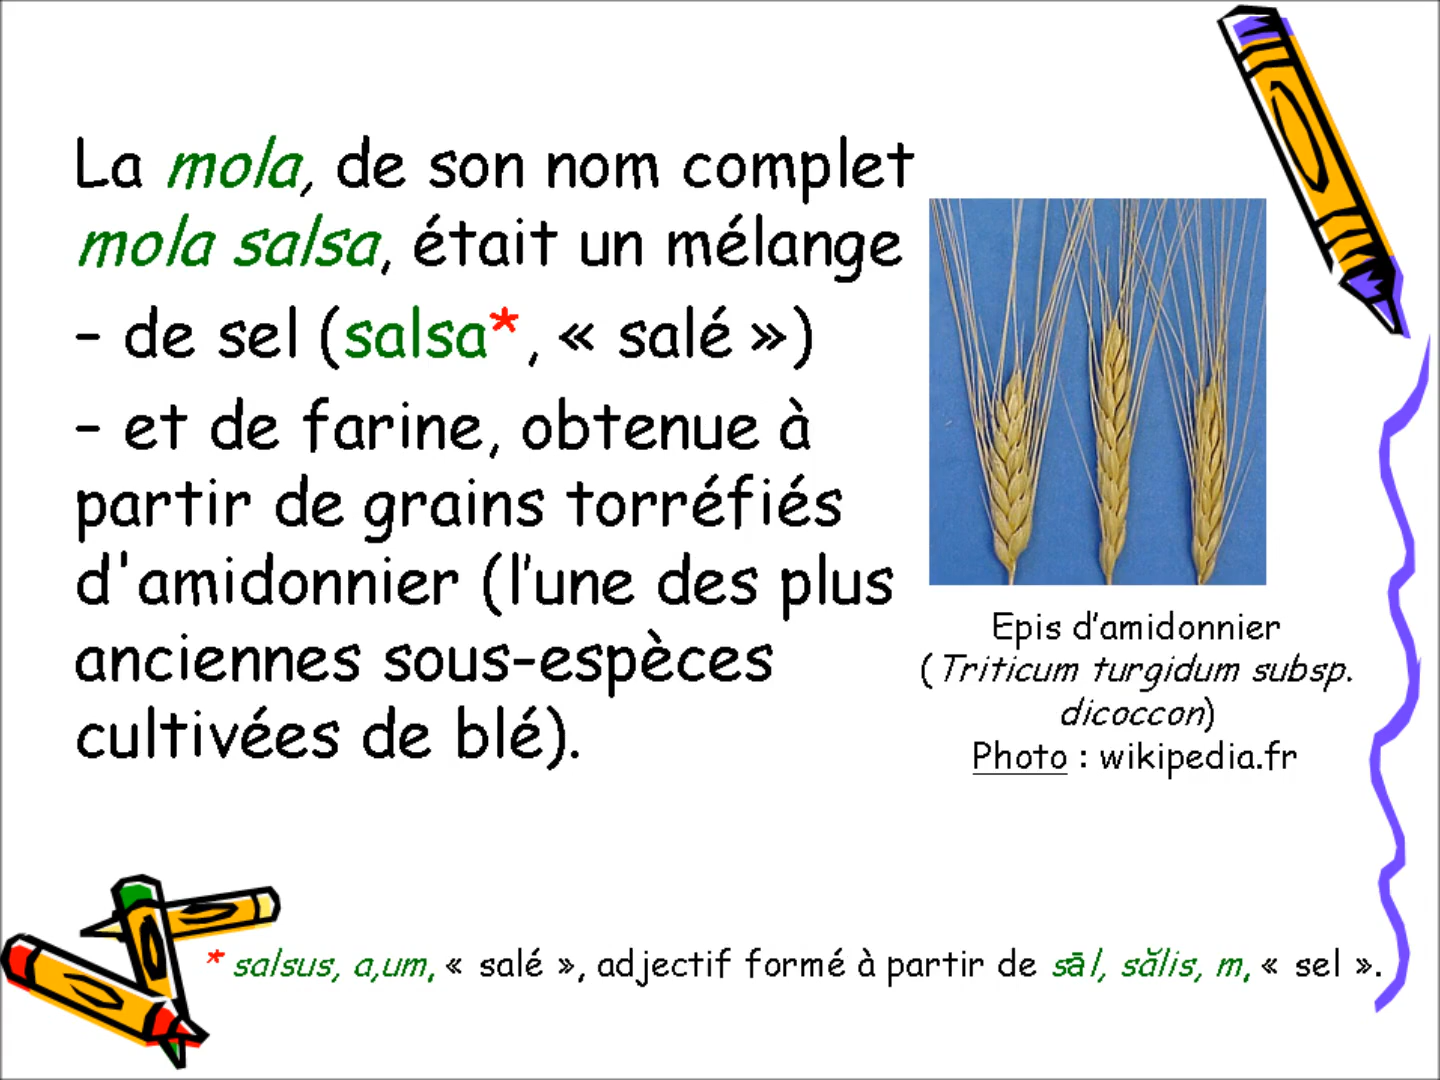 La mola, de son nom complet
mola salsa, était un mélange
– de sel (salsa*, « salé »)
– et de farine, obtenue à
partir de grains torréfiés
d'amidonnier (l’une des plus
anciennes sous-espèces
cultivées de blé).
Epis d’amidonnier
(Triticum turgidum subsp.
dicoccon)
Photo : wikipedia.fr
* salsus, a,um, « salé », adjectif formé à partir de sāl, sălis, m, « sel ».